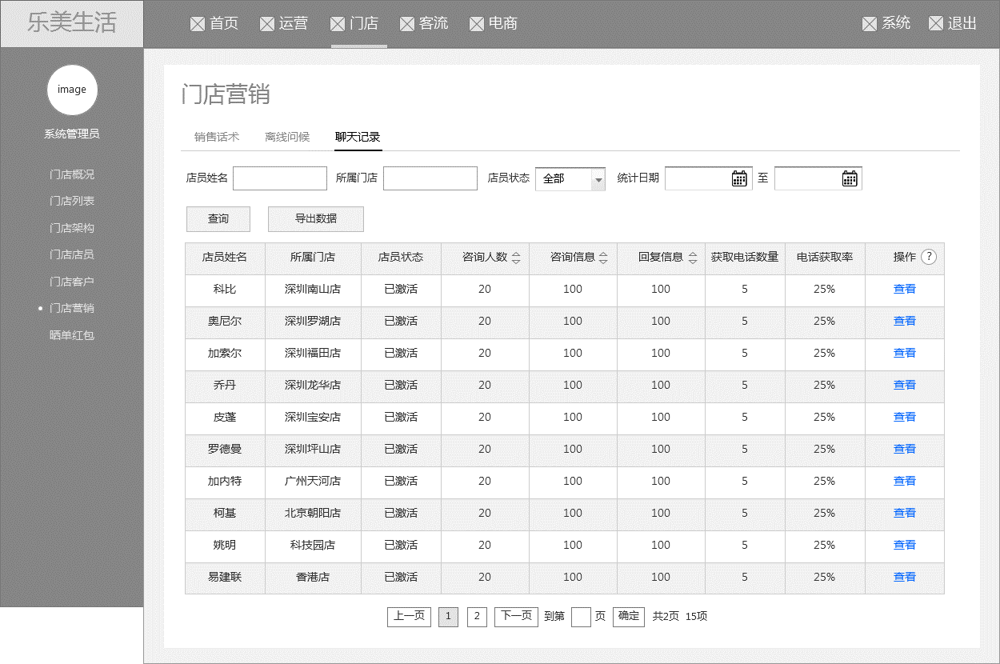 乐美生活
首页 运营 门店 客流 电商 系统 退出
image
系统管理员
门店概况
门店列表
门店架构
门店店员
门店客户
门店营销
晒单红包
门店营销
销售话术 离线问候 聊天记录
店员姓名 所属门店 店员状态 全部 统计日期 至
查询 导出数据
店员姓名 所属门店 店员状态 咨询人数 咨询信息 回复信息 获取电话数量 电话获取率 操作 ?
科比 深圳南山店 已激活 20 100 100 5 25% 查看
奥尼尔 深圳罗湖店 已激活 20 100 100 5 25% 查看
加索尔 深圳福田店 已激活 20 100 100 5 25% 查看
乔丹 深圳龙华店 已激活 20 100 100 5 25% 查看
皮蓬 深圳宝安店 已激活 20 100 100 5 25% 查看
罗德曼 深圳坪山店 已激活 20 100 100 5 25% 查看
加内特 广州天河店 已激活 20 100 100 5 25% 查看
柯基 北京朝阳店 已激活 20 100 100 5 25% 查看
姚明 科技园店 已激活 20 100 100 5 25% 查看
易建联 香港店 已激活 20 100 100 5 25% 查看
上一页 1 2 下一页 到第 页 确定 共2页 15项